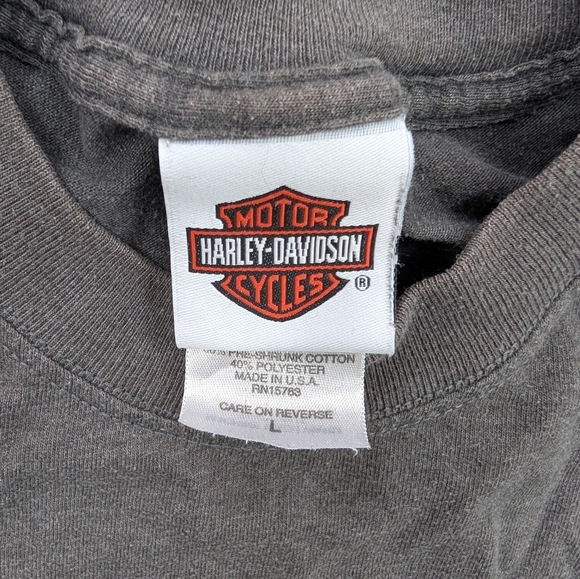 MOTOR
HARLEY-DAVIDSON
CYCLES
®
PRE-SHRUNK COTTON
40% POLYESTER
MADE IN U.S.A.
RN15763
CARE ON REVERSE
L